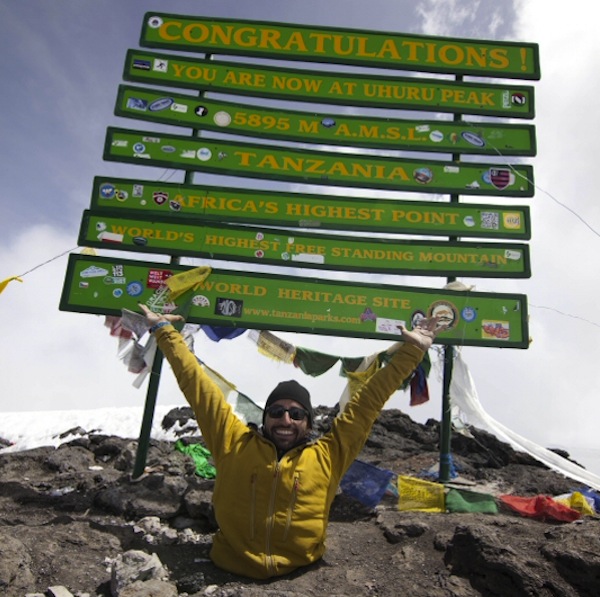 CONGRATULATIONS !
YOU ARE NOW AT UHURU PEAK
5895 M A.M.S.L.
TANZANIA
AFRICA'S HIGHEST POINT
WORLD'S HIGHEST FREE STANDING MOUNTAIN
WORLD HERITAGE SITE
www.tanzaniaparks.com